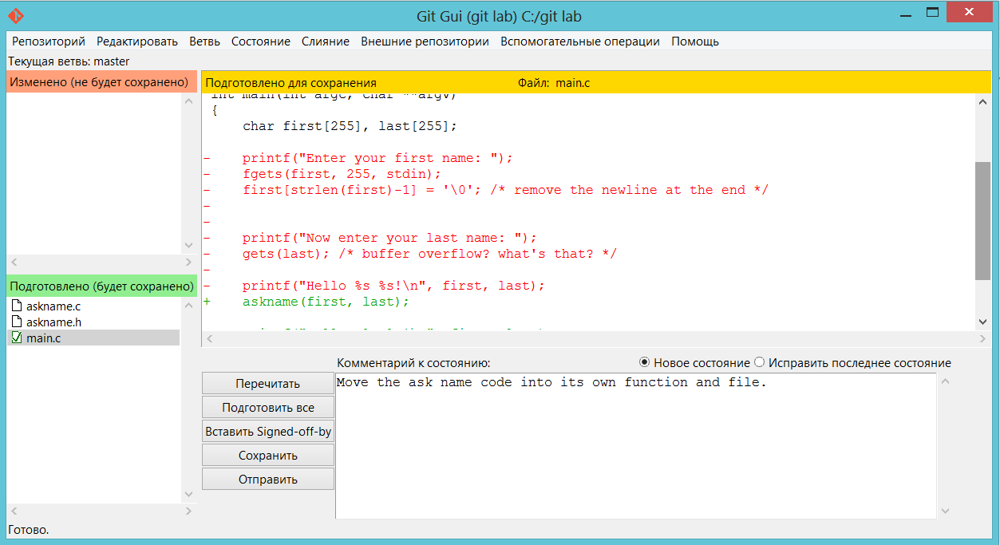 Git Gui (git lab) C:/git lab
Репозиторий Редактировать Ветвь Состояние Слияние Внешние репозитории Вспомогательные операции Помощь
Текущая ветвь: master
Изменено (не будет сохранено)
Подготовлено для сохранения Файл: main.c
int main(int argc, char **argv)
{
char first[255], last[255];
- printf("Enter your first name: ");
- fgets(first, 255, stdin);
- first[strlen(first)-1] = '\0'; /* remove the newline at the end */
-
-
- printf("Now enter your last name: ");
- gets(last); /* buffer overflow? what's that? */
-
- printf("Hello %s %s!\n", first, last);
+ askname(first, last);
Подготовлено (будет сохранено)
askname.c
askname.h
main.c
Комментарий к состоянию: Новое состояние Исправить последнее состояние
Move the ask name code into its own function and file.
Перечитать
Подготовить все
Вставить Signed-off-by
Сохранить
Отправить
Готово.